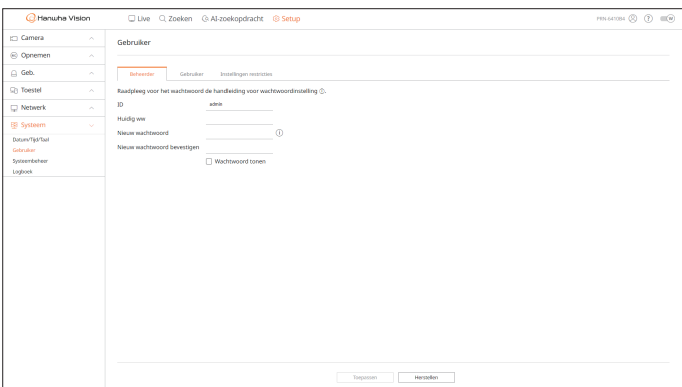 Hanwha Vision
Live Zoeken AI-zoekopdracht Setup
PRN-6410B4
Camera
Opnemen
Geb.
Toestel
Netwerk
Systeem
Datum/Tijd/Taal
Gebruiker
Systeembeheer
Logboek
Gebruiker
Beheerder Gebruiker Instellingen restricties
Raadpleeg voor het wachtwoord de handleiding voor wachtwoordinstelling
ID admin
Huidig ww
Nieuw wachtwoord
Nieuw wachtwoord bevestigen
Wachtwoord tonen
Toepassen Herstellen